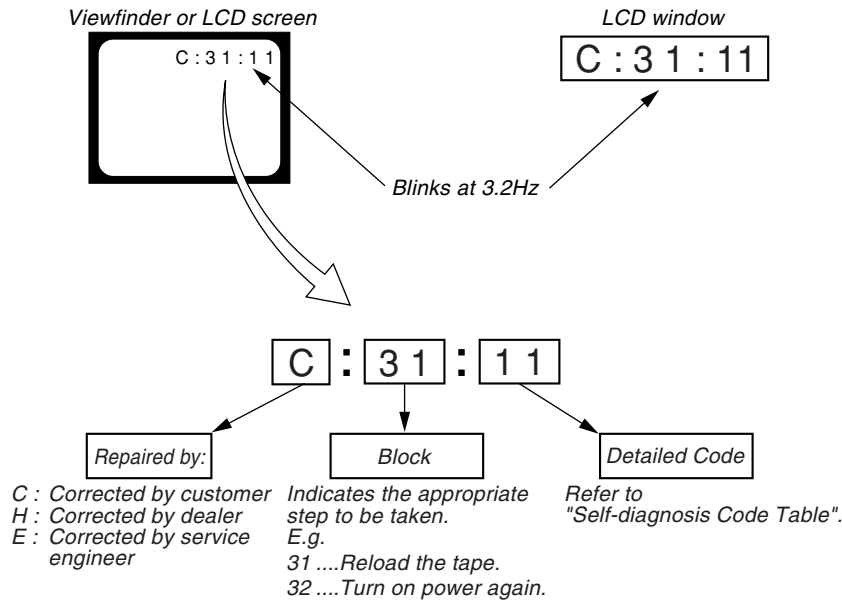 Viewfinder or LCD screen
LCD window
C : 3 1 : 1 1
C : 3 1 : 11
Blinks at 3.2Hz
C : 3 1 : 1 1
Repaired by:
Block
Detailed Code
C : Corrected by customer
H : Corrected by dealer
E : Corrected by service
engineer
Indicates the appropriate
step to be taken.
E.g.
31 ....Reload the tape.
32 ....Turn on power again.
Refer to
"Self-diagnosis Code Table".